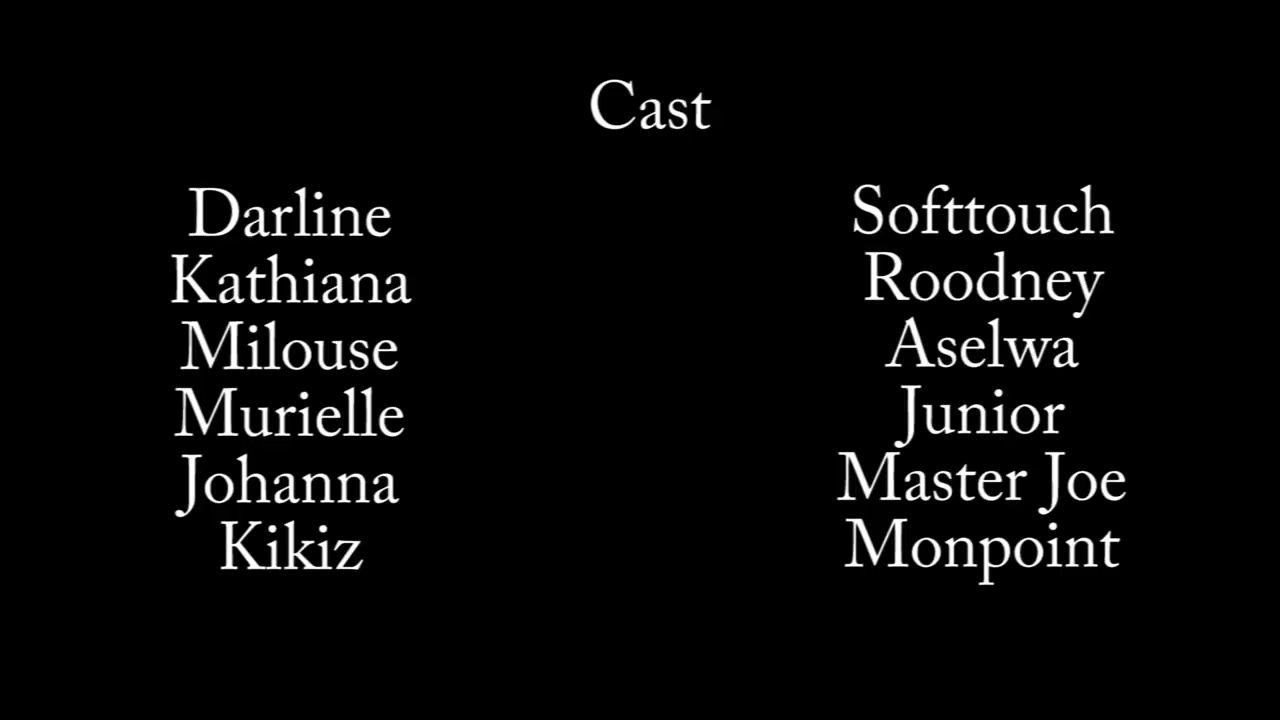 Cast
Darline
Kathiana
Milouse
Murielle
Johanna
Kikiz
Softtouch
Roodney
Aselwa
Junior
Master Joe
Monpoint